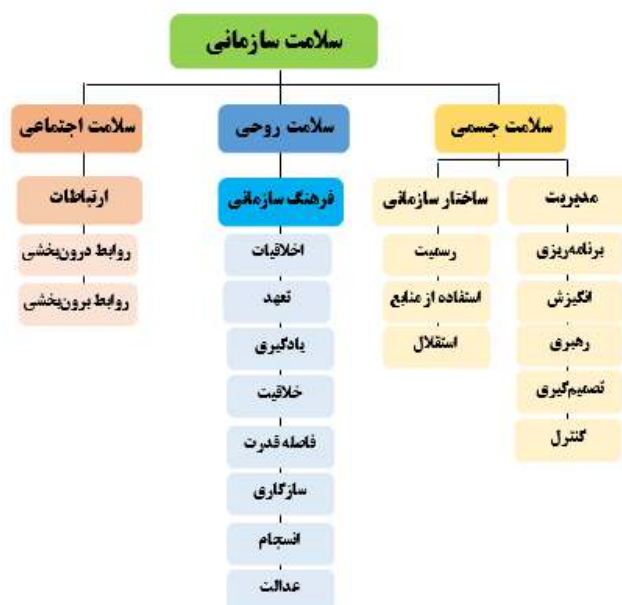 سلامت سازمانی
سلامت جسمی
سلامت روحی
سلامت اجتماعی
مدیریت
برنامه‌ریزی
انگیزش
رهبری
تصمیم‌گیری
کنترل
ساختار سازمانی
رسمیت
استفاده از منابع
استقلال
فرهنگ سازمانی
اخلاقیات
تعهد
یادگیری
خلاقیت
فاصله قدرت
سازگاری
انسجام
عدالت
ارتباطات
روابط درون‌بخشی
روابط برون‌بخشی